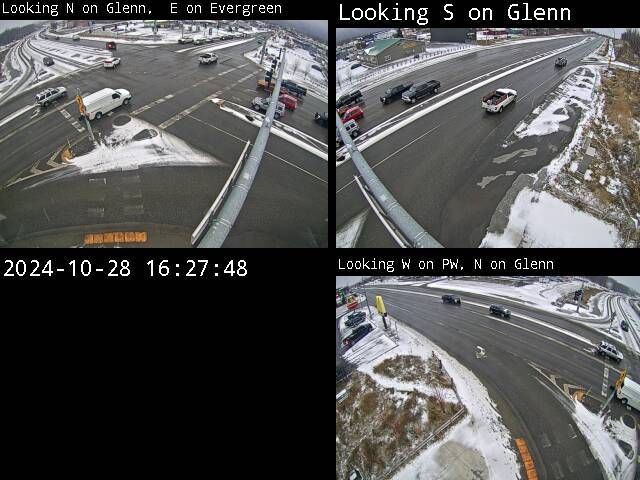 Looking N on Glenn,  E on Evergreen
Looking S on Glenn
2024-10-28 16:27:48
Looking W on PW, N on Glenn